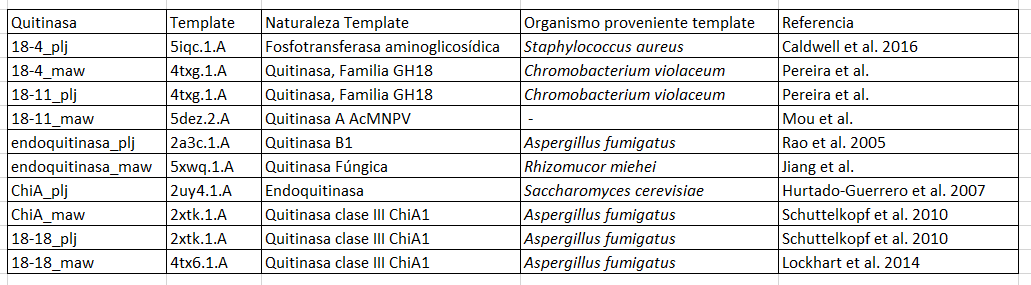 Quitinasa Template Naturaleza Template Organismo proveniente template Referencia
18-4_plj 5iqc.1.A Fosfotransferasa aminoglicosídica Staphylococcus aureus Caldwell et al. 2016
18-4_maw 4txg.1.A Quitinasa, Familia GH18 Chromobacterium violaceum Pereira et al.
18-11_plj 4txg.1.A Quitinasa, Familia GH18 Chromobacterium violaceum Pereira et al.
18-11_maw 5dez.2.A Quitinasa A AcMNPV - Mou et al.
endoquitinasa_plj 2a3c.1.A Quitinasa B1 Aspergillus fumigatus Rao et al. 2005
endoquitinasa_maw 5xwq.1.A Quitinasa Fúngica Rhizomucor miehei Jiang et al.
ChiA_plj 2uy4.1.A Endoquitinasa Saccharomyces cerevisiae Hurtado-Guerrero et al. 2007
ChiA_maw 2xtk.1.A Quitinasa clase III ChiA1 Aspergillus fumigatus Schuttelkopf et al. 2010
18-18_plj 2xtk.1.A Quitinasa clase III ChiA1 Aspergillus fumigatus Schuttelkopf et al. 2010
18-18_maw 4tx6.1.A Quitinasa clase III ChiA1 Aspergillus fumigatus Lockhart et al. 2014